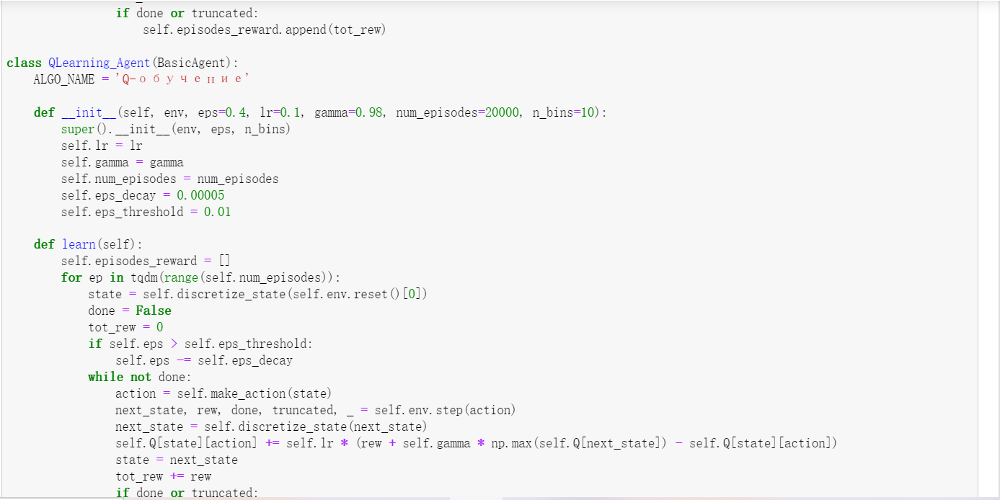 if done or truncated:
self.episodes_reward.append(tot_rew)
class QLearning_Agent(BasicAgent):
ALGO_NAME = 'Q-обучение'
def __init__(self, env, eps=0.4, lr=0.1, gamma=0.98, num_episodes=20000, n_bins=10):
super().__init__(env, eps, n_bins)
self.lr = lr
self.gamma = gamma
self.num_episodes = num_episodes
self.eps_decay = 0.00005
self.eps_threshold = 0.01
def learn(self):
self.episodes_reward = []
for ep in tqdm(range(self.num_episodes)):
state = self.discretize_state(self.env.reset()[0])
done = False
tot_rew = 0
if self.eps > self.eps_threshold:
self.eps -= self.eps_decay
while not done:
action = self.make_action(state)
next_state, rew, done, truncated, _ = self.env.step(action)
next_state = self.discretize_state(next_state)
self.Q[state][action] += self.lr * (rew + self.gamma * np.max(self.Q[next_state]) - self.Q[state][action])
state = next_state
tot_rew += rew
if done or truncated: